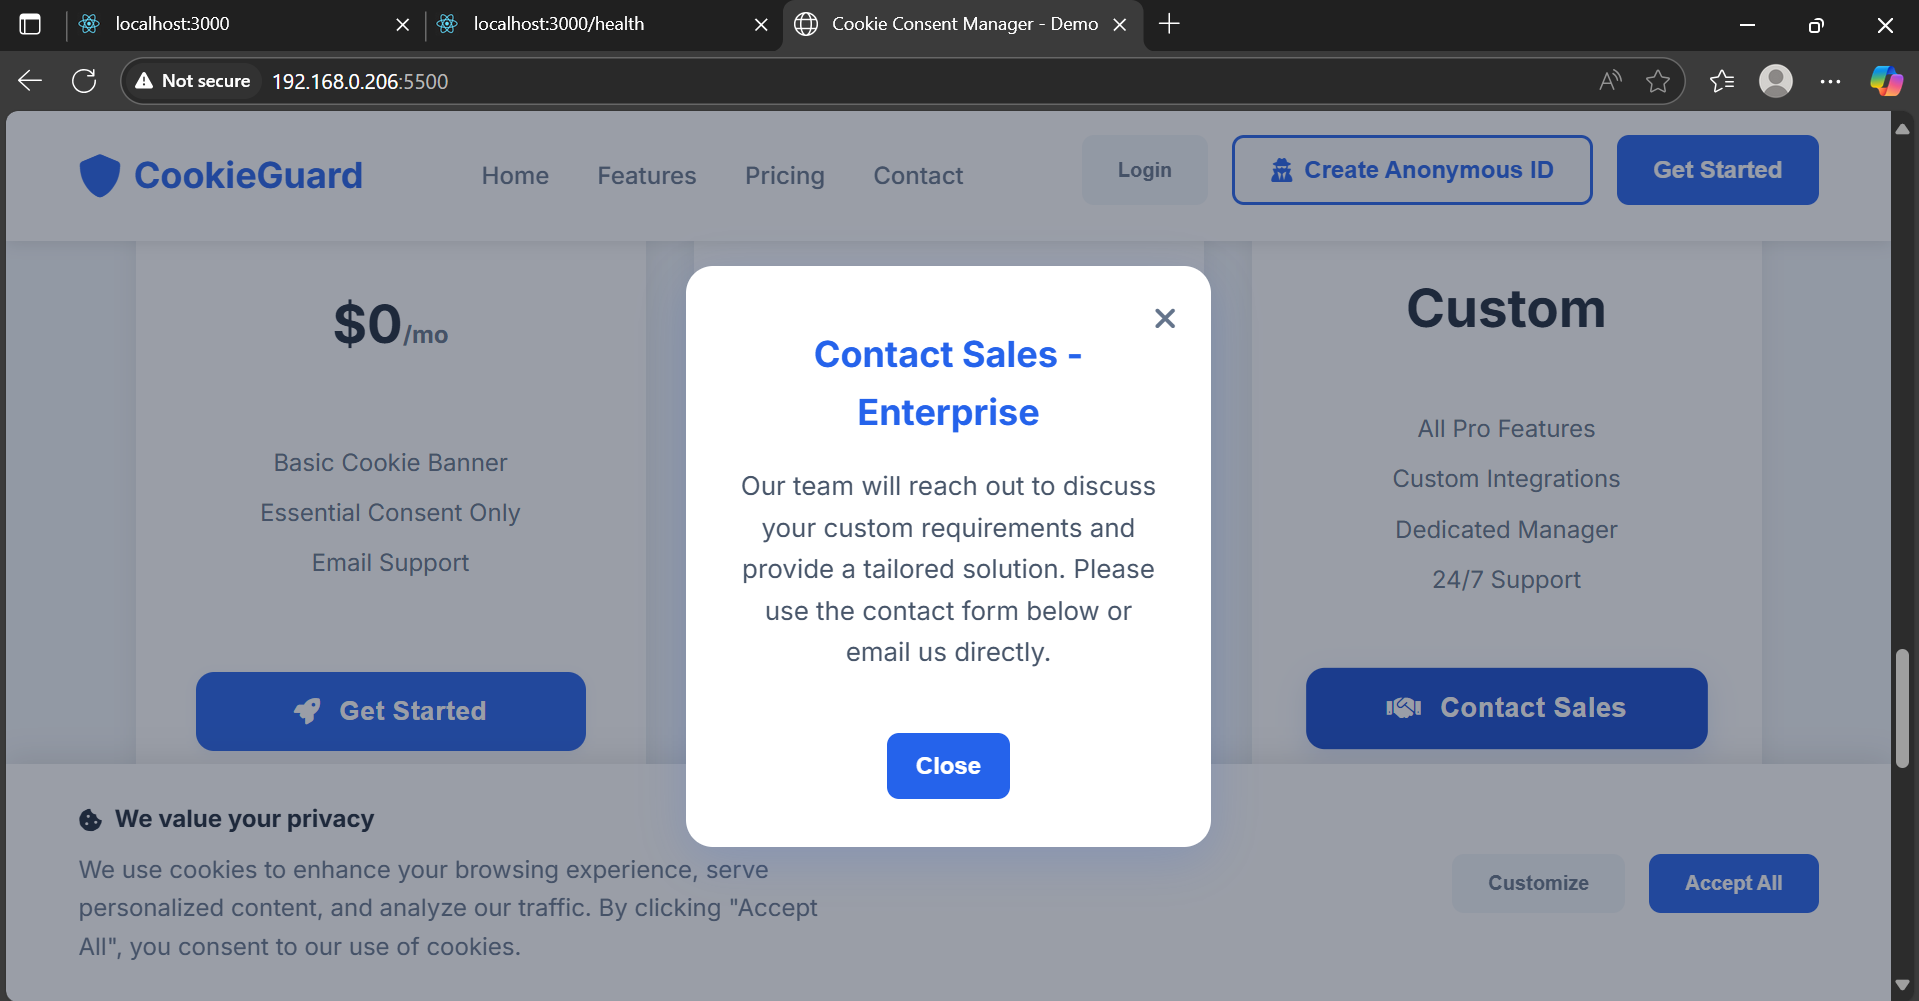 localhost:3000
localhost:3000/health
Cookie Consent Manager - Demo
Not secure
192.168.0.206:5500
CookieGuard
Home
Features
Pricing
Contact
Login
Create Anonymous ID
Get Started
$0/mo
Basic Cookie Banner
Essential Consent Only
Email Support
Get Started
Contact Sales -
Enterprise
Our team will reach out to discuss
your custom requirements and
provide a tailored solution. Please
use the contact form below or
email us directly.
Close
Custom
All Pro Features
Custom Integrations
Dedicated Manager
24/7 Support
Contact Sales
We value your privacy
We use cookies to enhance your browsing experience, serve
personalized content, and analyze our traffic. By clicking "Accept
All", you consent to our use of cookies.
Customize
Accept All